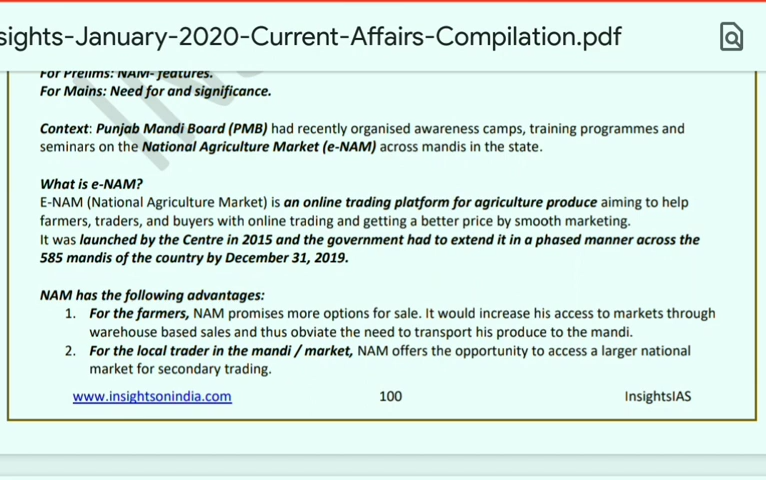 sights-January-2020-Current-Affairs-Compilation.pdf
For Prelims: NAM- features.
For Mains: Need for and significance.
Context: Punjab Mandi Board (PMB) had recently organised awareness camps, training programmes and
seminars on the National Agriculture Market (e-NAM) across mandis in the state.
What is e-NAM?
E-NAM (National Agriculture Market) is an online trading platform for agriculture produce aiming to help
farmers, traders, and buyers with online trading and getting a better price by smooth marketing.
It was launched by the Centre in 2015 and the government had to extend it in a phased manner across the
585 mandis of the country by December 31, 2019.
NAM has the following advantages:
1. For the farmers, NAM promises more options for sale. It would increase his access to markets through
warehouse based sales and thus obviate the need to transport his produce to the mandi.
2. For the local trader in the mandi / market, NAM offers the opportunity to access a larger national
market for secondary trading.
www.insightsonindia.com 100 InsightsIAS